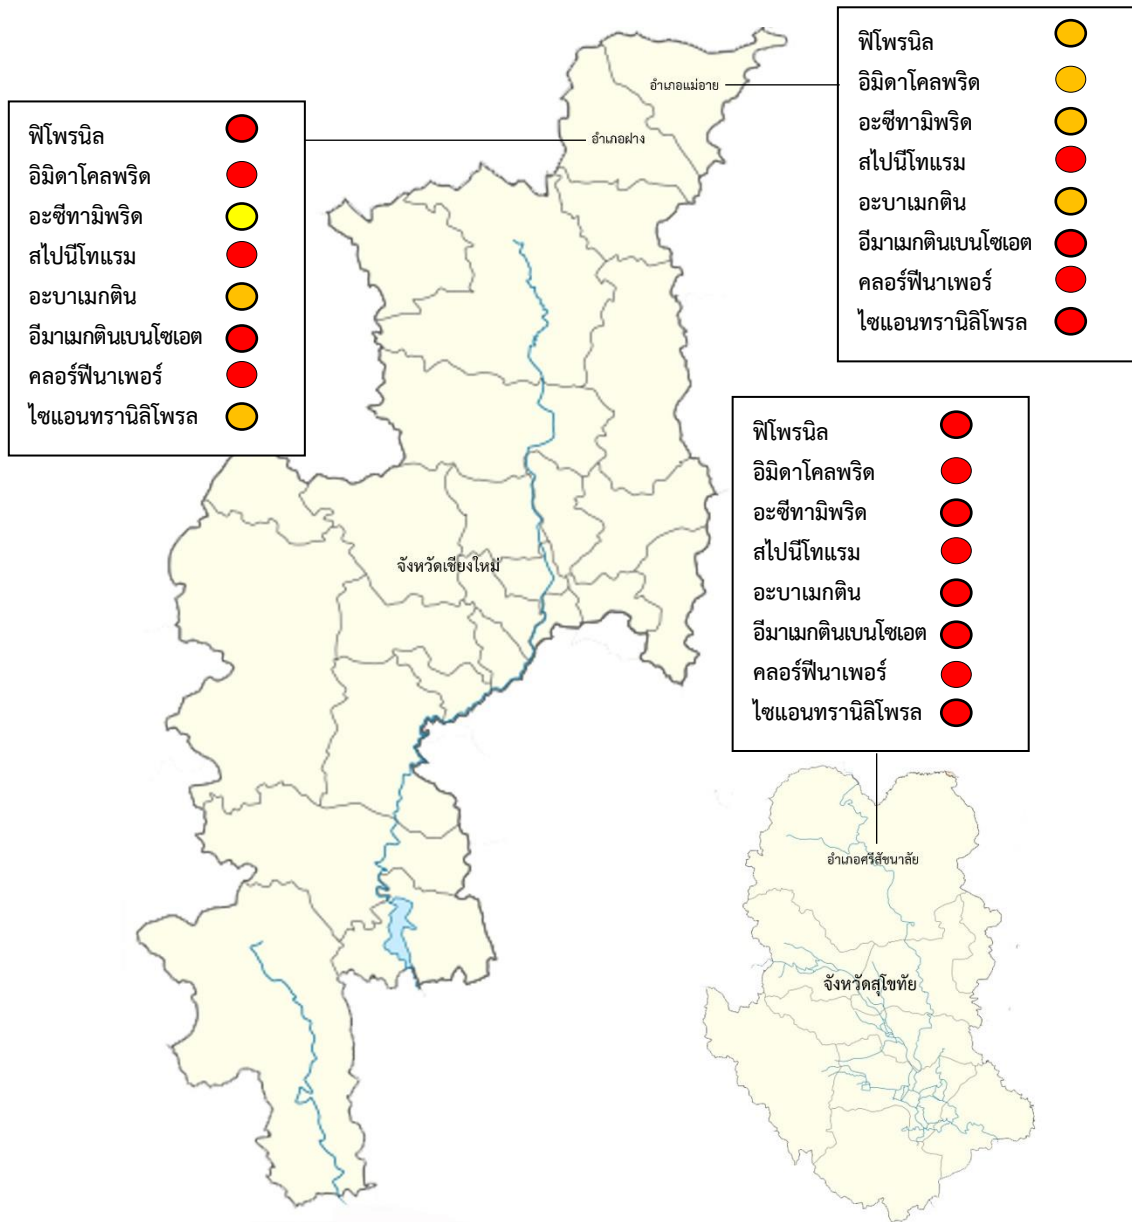 ฟิโพรนิล
อิมิดาโคลพริด
อะซีทามิพริด
สไปนีโทแรม
อะบาเมกติน
อีมาเมกตินเบนโซเอต
คลอร์ฟีนาเพอร์
ไซแอนทรานิลิโพรล
อำเภอแม่อาย
อำเภอฝาง
ฟิโพรนิล
อิมิดาโคลพริด
อะซีทามิพริด
สไปนีโทแรม
อะบาเมกติน
อีมาเมกตินเบนโซเอต
คลอร์ฟีนาเพอร์
ไซแอนทรานิลิโพรล
จังหวัดเชียงใหม่
ฟิโพรนิล
อิมิดาโคลพริด
อะซีทามิพริด
สไปนีโทแรม
อะบาเมกติน
อีมาเมกตินเบนโซเอต
คลอร์ฟีนาเพอร์
ไซแอนทรานิลิโพรล
อำเภอศรีสัชนาลัย
จังหวัดสุโขทัย